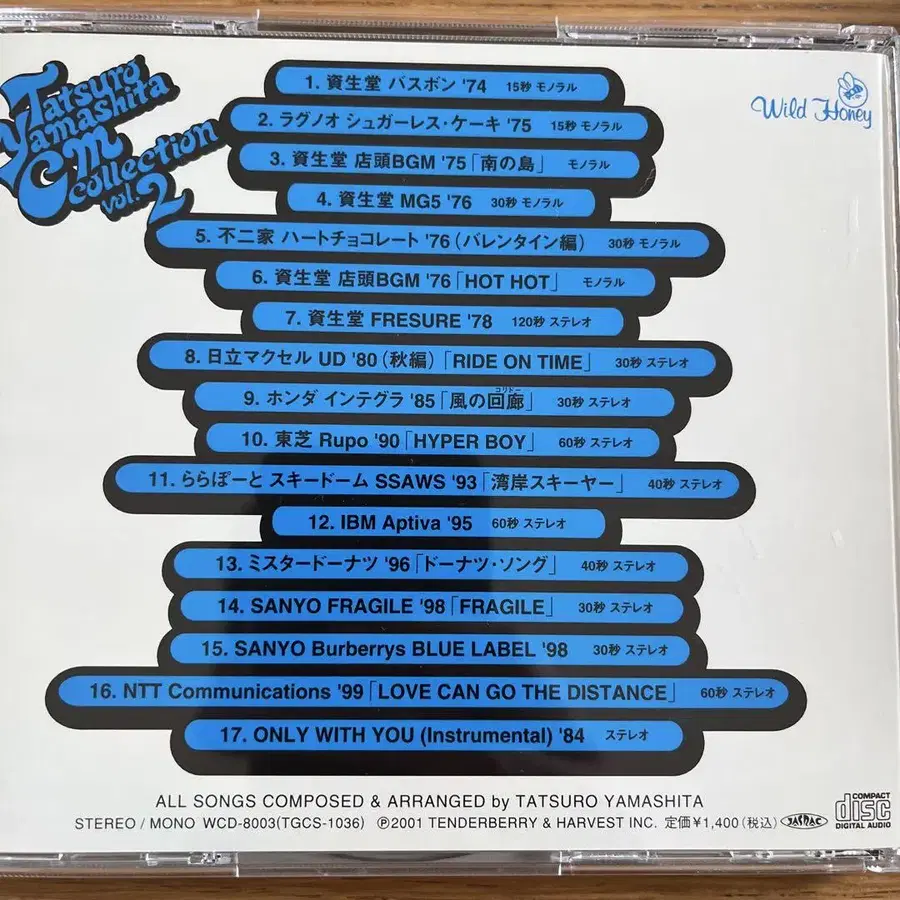 Tatsuro
Yamashita
CM
collection
vol. 2
Wild Honey
1. 資生堂 バスボン '74 15秒 モノラル
2. ラグノオ シュガーレス・ケーキ '75 15秒 モノラル
3. 資生堂 店頭BGM '75「南の島」 モノラル
4. 資生堂 MG5 '76 30秒 モノラル
5. 不二家 ハートチョコレート '76(バレンタイン編) 30秒 モノラル
6. 資生堂 店頭BGM '76「HOT HOT」 モノラル
7. 資生堂 FRESURE '78 120秒 ステレオ
8. 日立マクセル UD '80(秋編)「RIDE ON TIME」 30秒 ステレオ
コリドー
9. ホンダ インテグラ '85「風の回廊」 30秒 ステレオ
10. 東芝 Rupo '90「HYPER BOY」 60秒 ステレオ
11. ららぽーと スキードーム SSAWS '93「湾岸スキーヤー」 40秒 ステレオ
12. IBM Aptiva '95 60秒 ステレオ
13. ミスタードーナツ '96「ドーナツ・ソング」 40秒 ステレオ
14. SANYO FRAGILE '98「FRAGILE」 30秒 ステレオ
15. SANYO Burberrys BLUE LABEL '98 30秒 ステレオ
16. NTT Communications '99「LOVE CAN GO THE DISTANCE」 60秒 ステレオ
17. ONLY WITH YOU (Instrumental) '84 ステレオ
ALL SONGS COMPOSED & ARRANGED by TATSURO YAMASHITA
STEREO / MONO WCD-8003(TGCS-1036) ℗2001 TENDERBERRY & HARVEST INC. 定価¥1,400(税込) JASRAC
COMPACT
disc
DIGITAL AUDIO